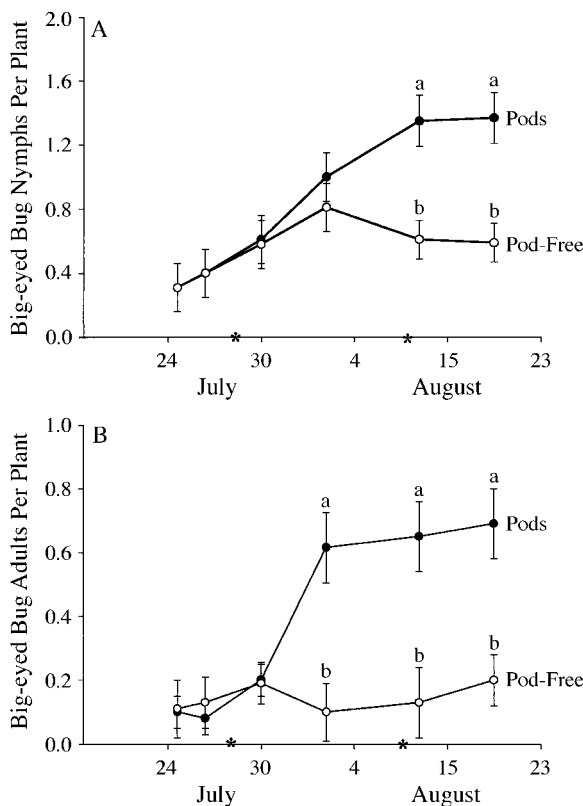 A
Big-eyed Bug Nymphs Per Plant
2.0
1.6
1.2
0.8
0.4
0.0
a
a
Pods
b
b
Pod-Free
*
*
24
30
4
15
23
July
August
B
Big-eyed Bug Adults Per Plant
1.0
0.8
0.6
0.4
0.2
0.0
a
a
a
Pods
b
b
b
Pod-Free
*
*
24
30
4
15
23
July
August